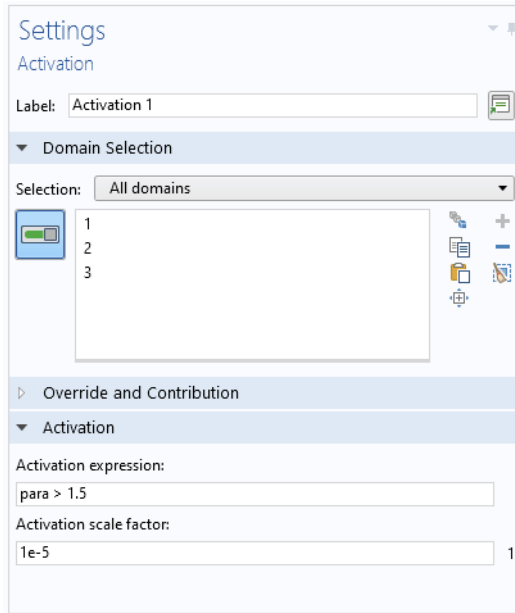 Settings
Activation
Label: Activation 1
Domain Selection
Selection: All domains
1
2
3
Override and Contribution
Activation
Activation expression:
para > 1.5
Activation scale factor:
1e-5 1